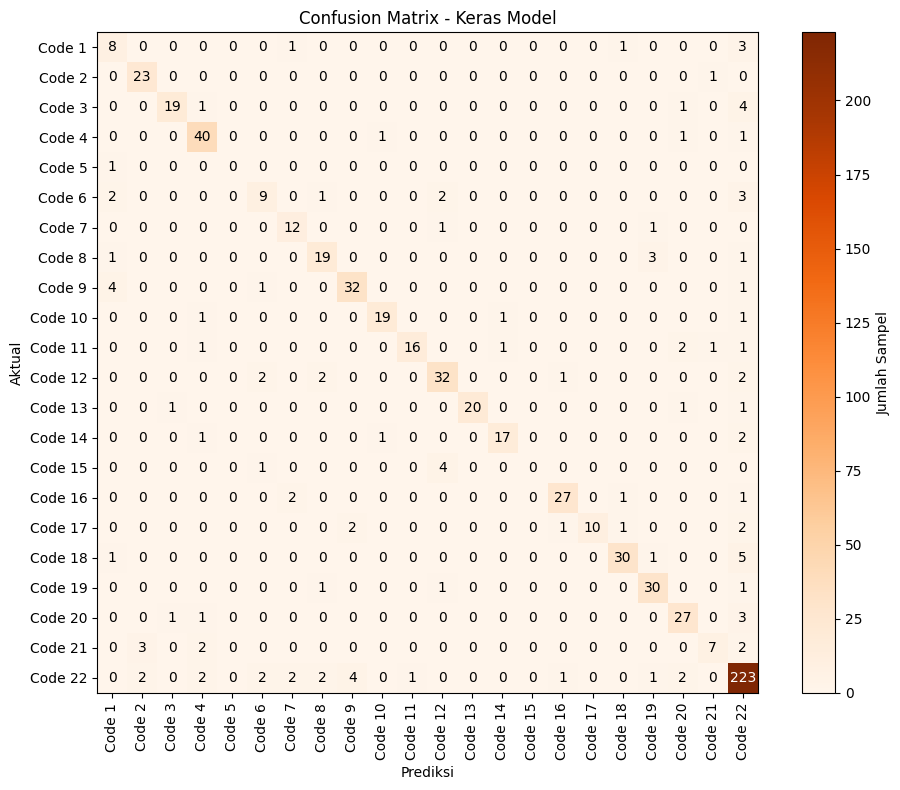 Confusion Matrix - Keras Model
Code 1 8 0 0 0 0 0 1 0 0 0 0 0 0 0 0 0 0 1 0 0 0 3
Code 2 0 23 0 0 0 0 0 0 0 0 0 0 0 0 0 0 0 0 0 0 1 0
Code 3 0 0 19 1 0 0 0 0 0 0 0 0 0 0 0 0 0 0 0 1 0 4
Code 4 0 0 0 40 0 0 0 0 0 1 0 0 0 0 0 0 0 0 0 1 0 1
Code 5 1 0 0 0 0 0 0 0 0 0 0 0 0 0 0 0 0 0 0 0 0 0
Code 6 2 0 0 0 0 9 0 1 0 0 0 2 0 0 0 0 0 0 0 0 0 3
Code 7 0 0 0 0 0 0 12 0 0 0 0 1 0 0 0 0 0 0 1 0 0 0
Code 8 1 0 0 0 0 0 0 19 0 0 0 0 0 0 0 0 0 0 3 0 0 1
Code 9 4 0 0 0 0 1 0 0 32 0 0 0 0 0 0 0 0 0 0 0 0 1
Code 10 0 0 0 1 0 0 0 0 0 19 0 0 0 1 0 0 0 0 0 0 0 1
Code 11 0 0 0 1 0 0 0 0 0 0 16 0 0 1 0 0 0 0 0 2 1 1
Code 12 0 0 0 0 0 2 0 2 0 0 0 32 0 0 0 1 0 0 0 0 0 2
Code 13 0 0 1 0 0 0 0 0 0 0 0 0 20 0 0 0 0 0 0 1 0 1
Code 14 0 0 0 1 0 0 0 0 0 1 0 0 0 17 0 0 0 0 0 0 0 2
Code 15 0 0 0 0 0 1 0 0 0 0 0 4 0 0 0 0 0 0 0 0 0 0
Code 16 0 0 0 0 0 0 2 0 0 0 0 0 0 0 0 27 0 1 0 0 0 1
Code 17 0 0 0 0 0 0 0 0 2 0 0 0 0 0 0 1 10 1 0 0 0 2
Code 18 1 0 0 0 0 0 0 0 0 0 0 0 0 0 0 0 0 30 1 0 0 5
Code 19 0 0 0 0 0 0 0 1 0 0 0 1 0 0 0 0 0 0 30 0 0 1
Code 20 0 0 1 1 0 0 0 0 0 0 0 0 0 0 0 0 0 0 0 27 0 3
Code 21 0 3 0 2 0 0 0 0 0 0 0 0 0 0 0 0 0 0 0 0 7 2
Code 22 0 2 0 2 0 2 2 2 4 0 1 0 0 0 0 1 0 0 1 2 0 223
Aktual
Code 1 Code 2 Code 3 Code 4 Code 5 Code 6 Code 7 Code 8 Code 9 Code 10 Code 11 Code 12 Code 13 Code 14 Code 15 Code 16 Code 17 Code 18 Code 19 Code 20 Code 21 Code 22
Prediksi
200
175
150
125
100
75
50
25
0
Jumlah Sampel